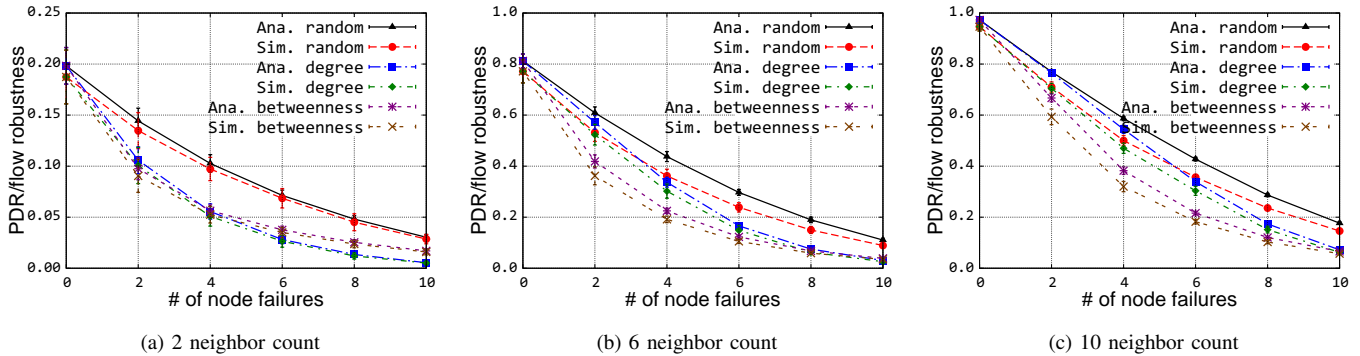 PDR/flow robustness
0.25
0.20
0.15
0.10
0.05
0.00
Ana. random
Sim. random
Ana. degree
Sim. degree
Ana. betweenness
Sim. betweenness
0 2 4 6 8 10
# of node failures
(a) 2 neighbor count
PDR/flow robustness
1.0
0.8
0.6
0.4
0.2
0.0
Ana. random
Sim. random
Ana. degree
Sim. degree
Ana. betweenness
Sim. betweenness
0 2 4 6 8 10
# of node failures
(b) 6 neighbor count
PDR/flow robustness
1.0
0.8
0.6
0.4
0.2
0.0
Ana. random
Sim. random
Ana. degree
Sim. degree
Ana. betweenness
Sim. betweenness
0 2 4 6 8 10
# of node failures
(c) 10 neighbor count